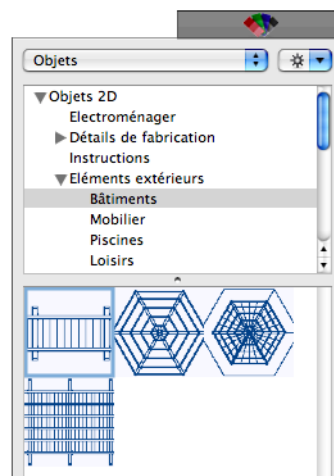 Objets
Objets 2D
Electroménager
Détails de fabrication
Instructions
Eléments extérieurs
Bâtiments
Mobilier
Piscines
Loisirs